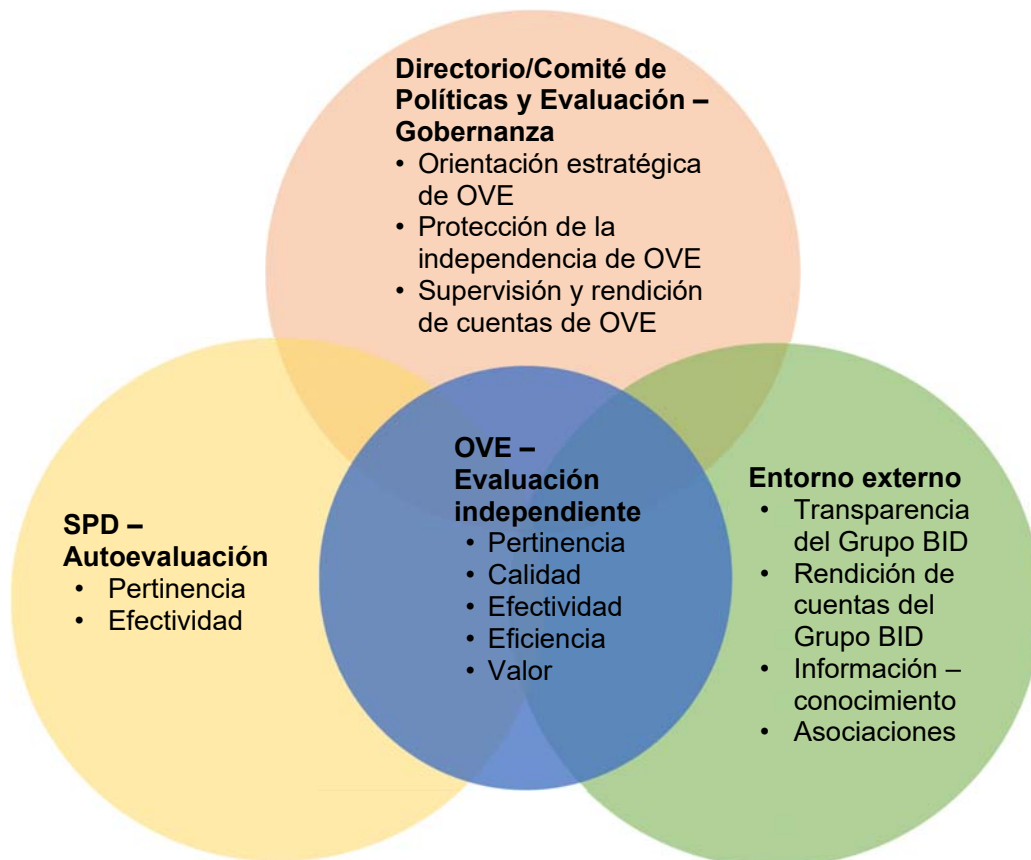 Directorio/Comité de
Políticas y Evaluación –
Gobernanza
• Orientación estratégica
de OVE
• Protección de la
independencia de OVE
• Supervisión y rendición
de cuentas de OVE
SPD –
Autoevaluación
• Pertinencia
• Efectividad
OVE –
Evaluación
independiente
• Pertinencia
• Calidad
• Efectividad
• Eficiencia
• Valor
Entorno externo
• Transparencia
del Grupo BID
• Rendición de
cuentas del
Grupo BID
• Información –
conocimiento
• Asociaciones